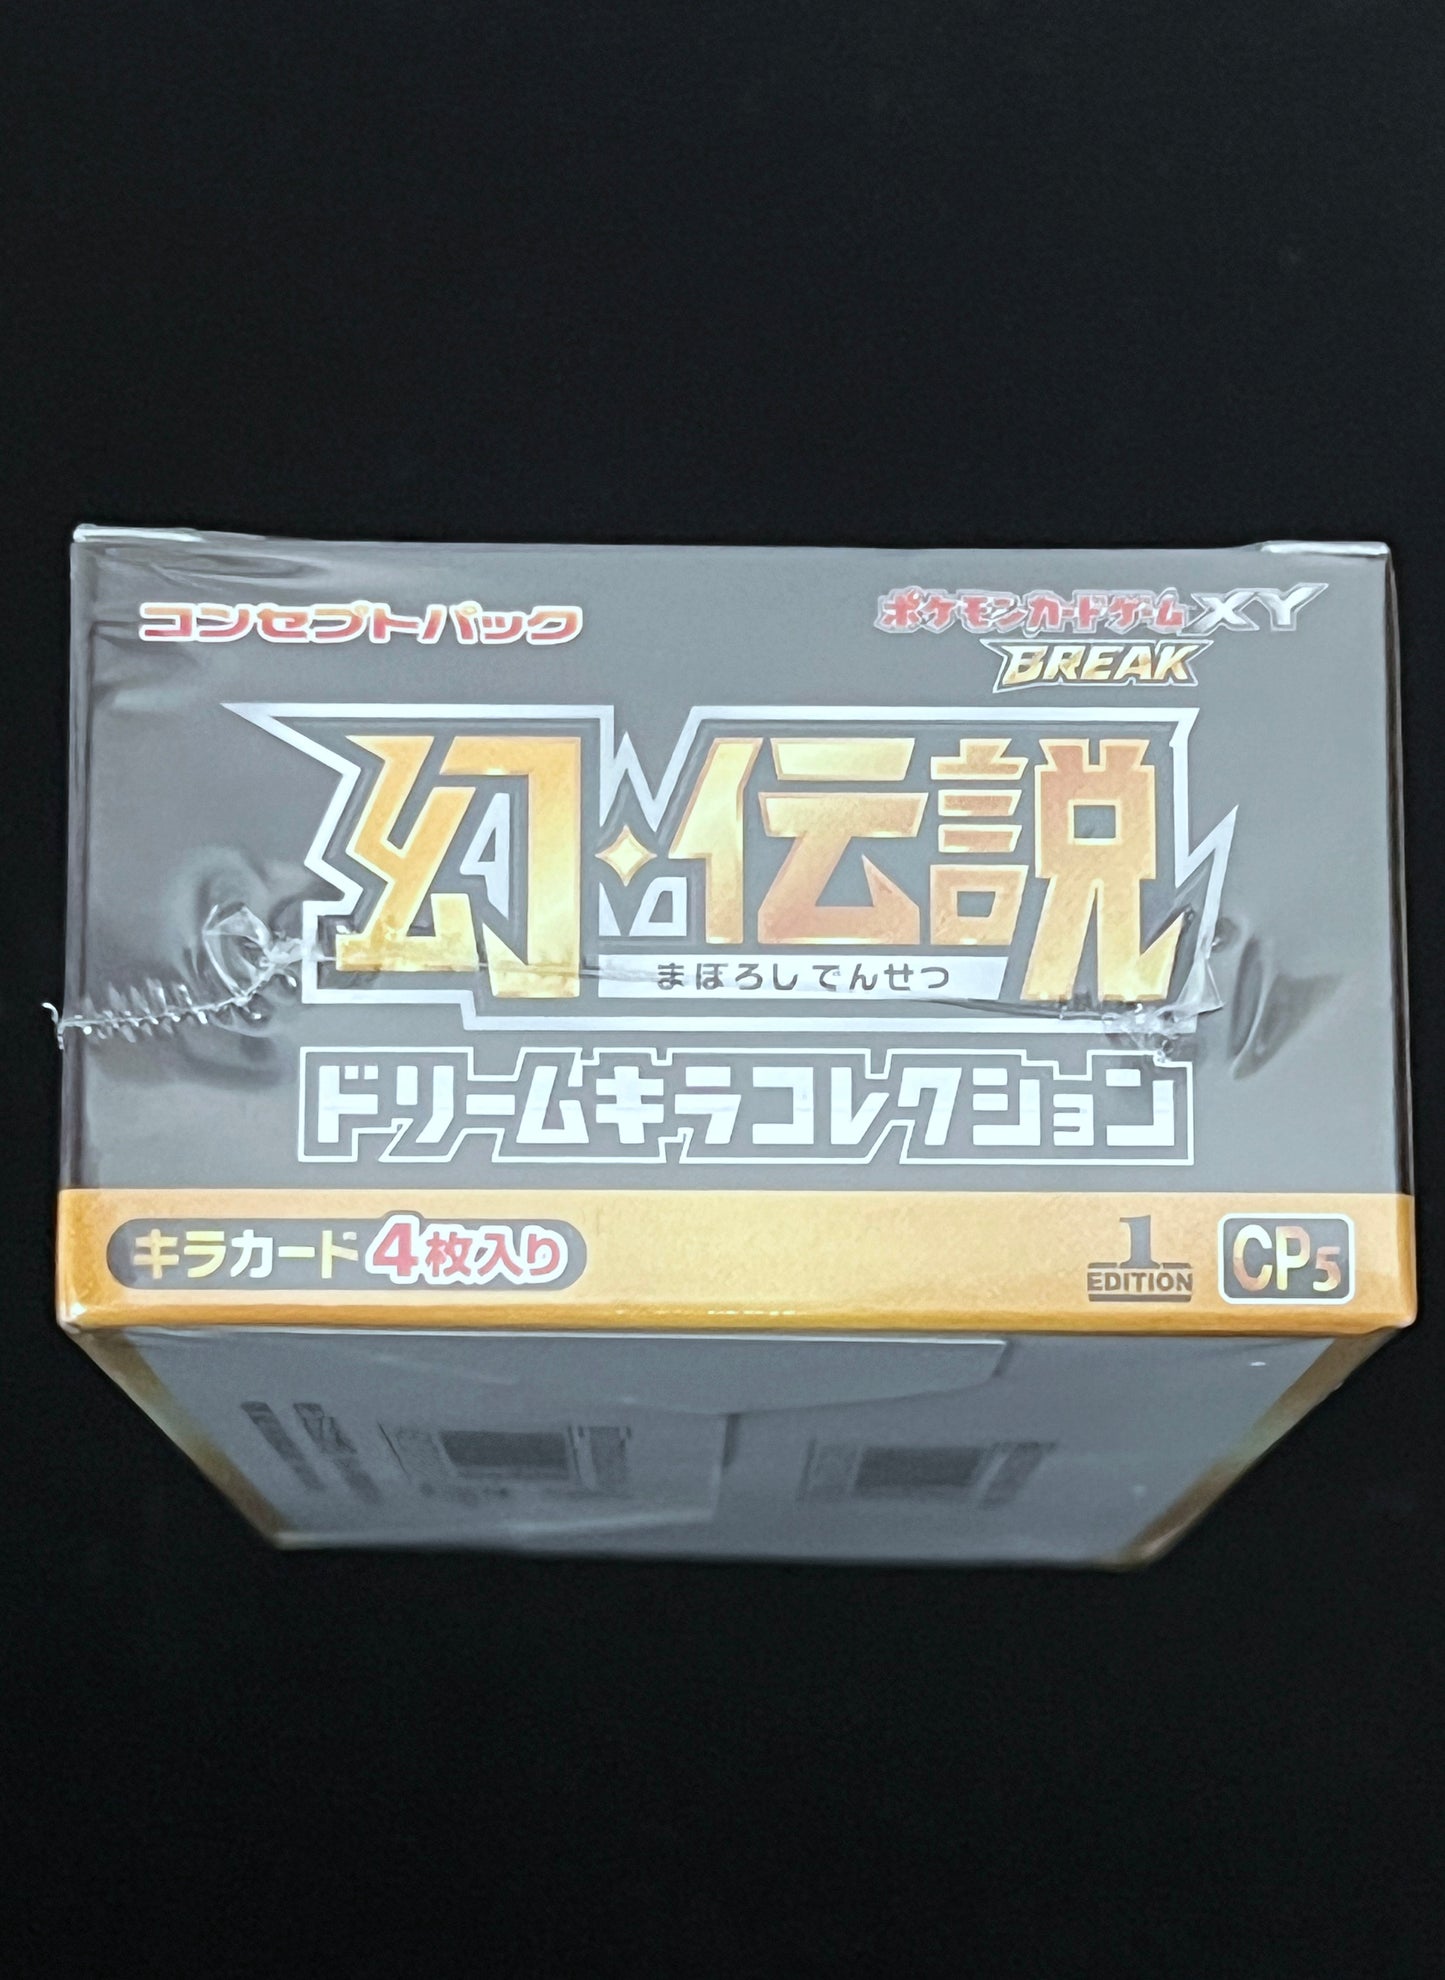 コンセプトパック
ポケモンカードゲームXY
BREAK
幻・伝説
まぼろしでんせつ
ドリームキラコレクション
キラカード4枚入り
1
EDITION
CP5